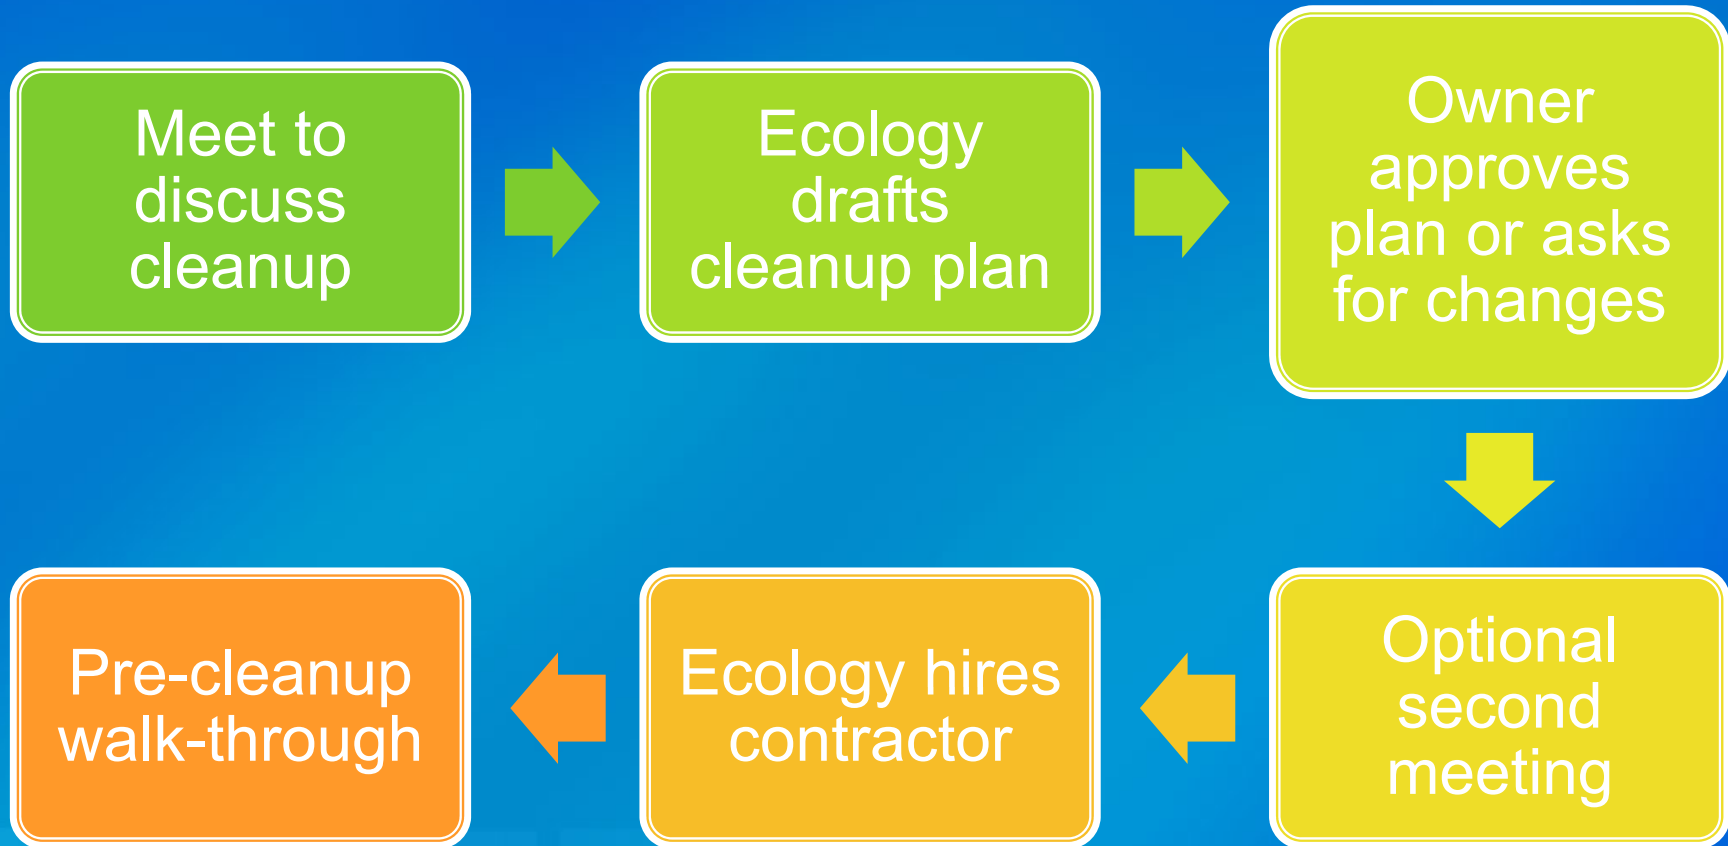 Meet to
discuss
cleanup
Ecology
drafts
cleanup plan
Owner
approves
plan or asks
for changes
Optional
second
meeting
Ecology hires
contractor
Pre-cleanup
walk-through